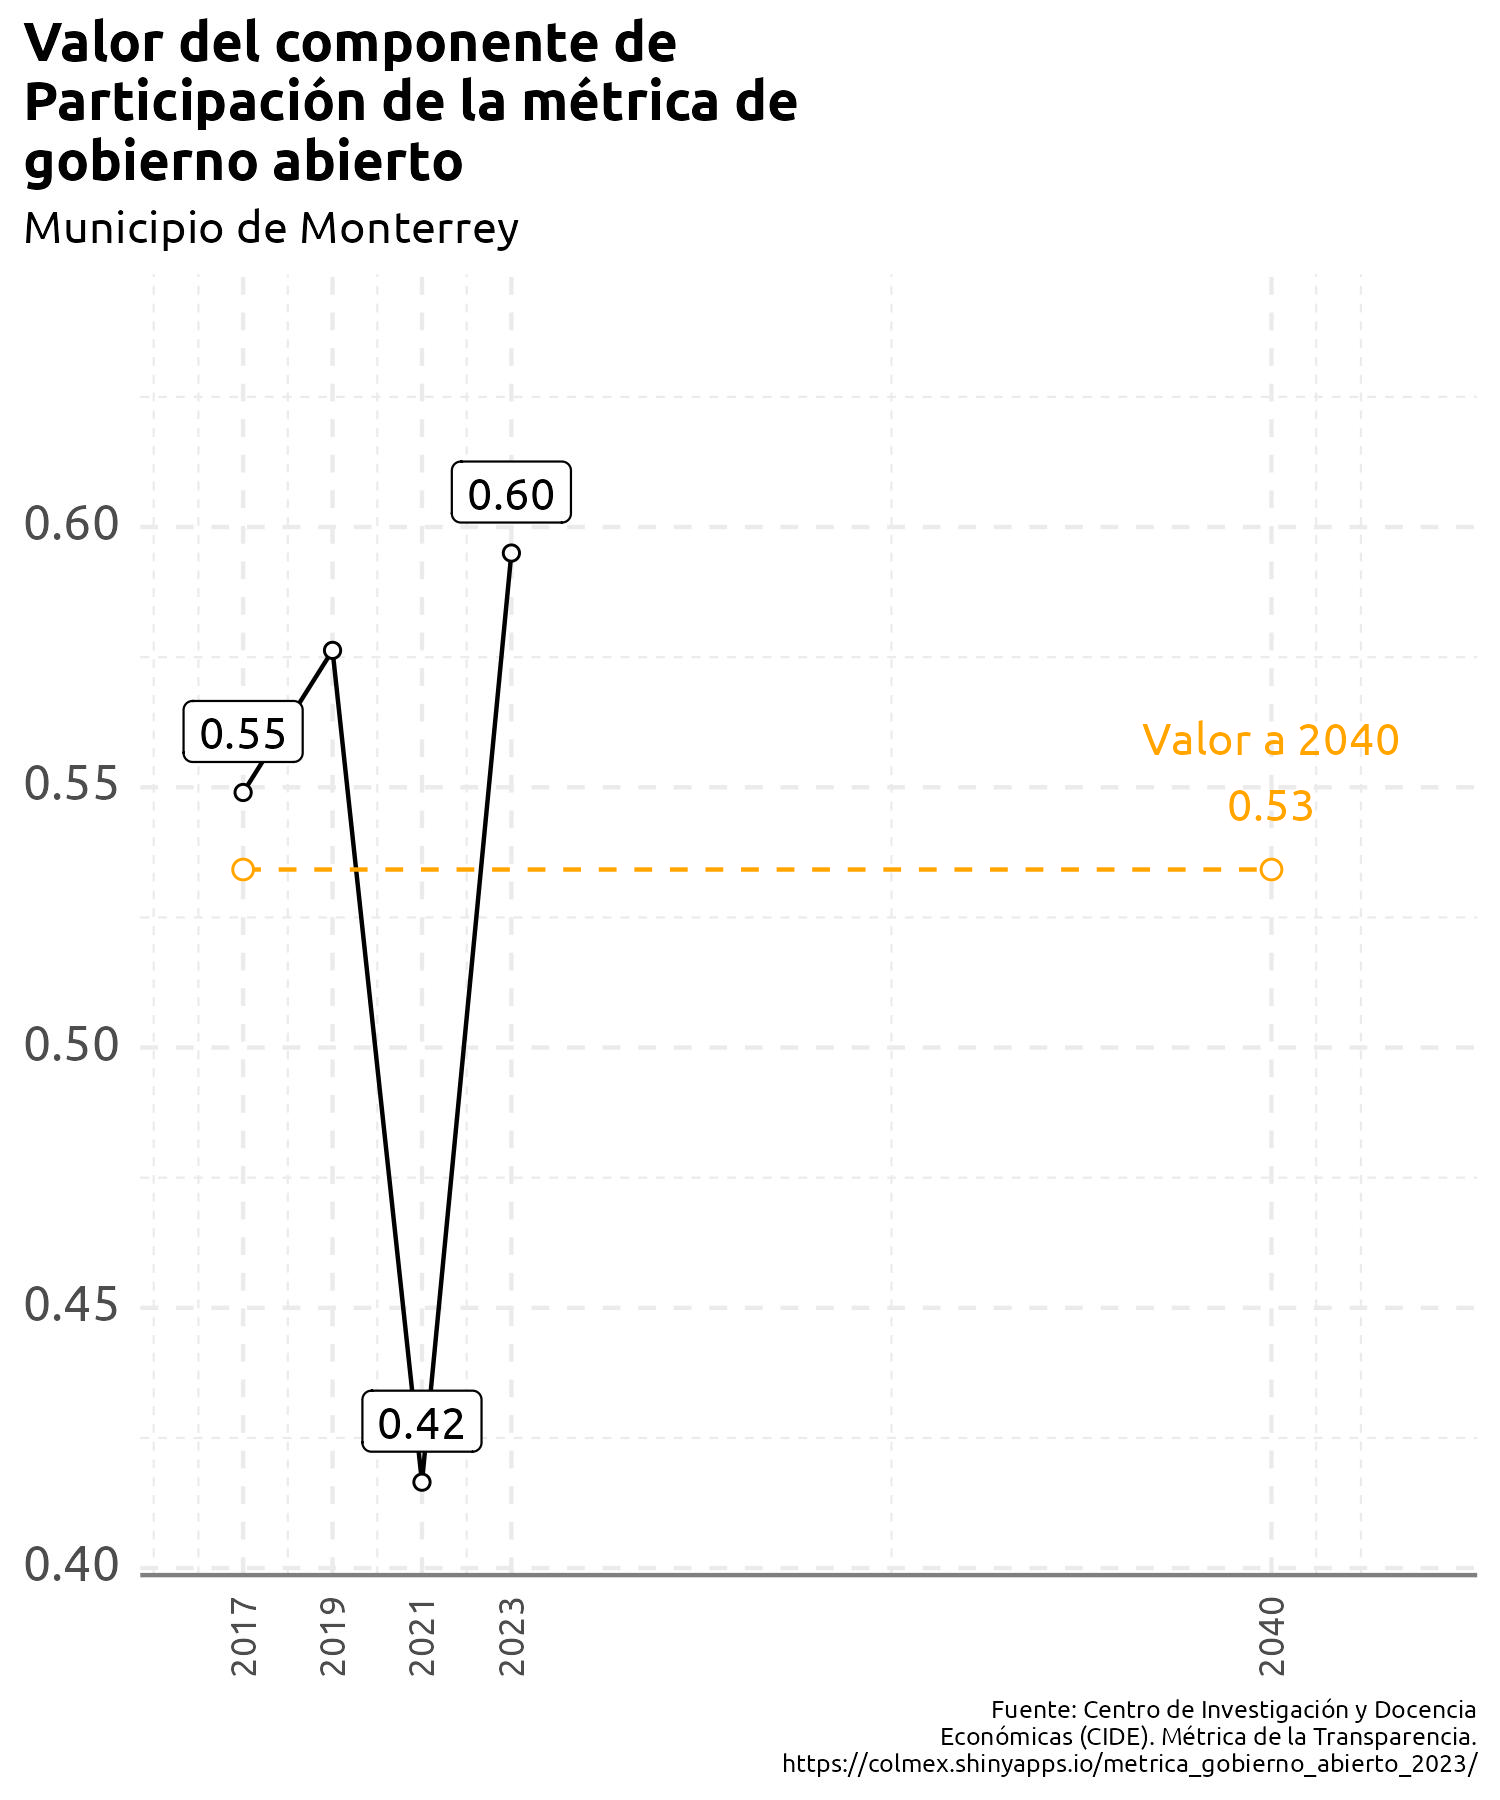 Valor del componente de
Participación de la métrica de
gobierno abierto
Municipio de Monterrey
0.60
0.60
0.55
Valor a 2040
0.55
0.53
0.50
0.45
0.42
0.40
2017
2019
2021
2023
2040
Fuente: Centro de Investigación y Docencia
Económicas (CIDE). Métrica de la Transparencia.
https://colmex.shinyapps.io/metrica_gobierno_abierto_2023/